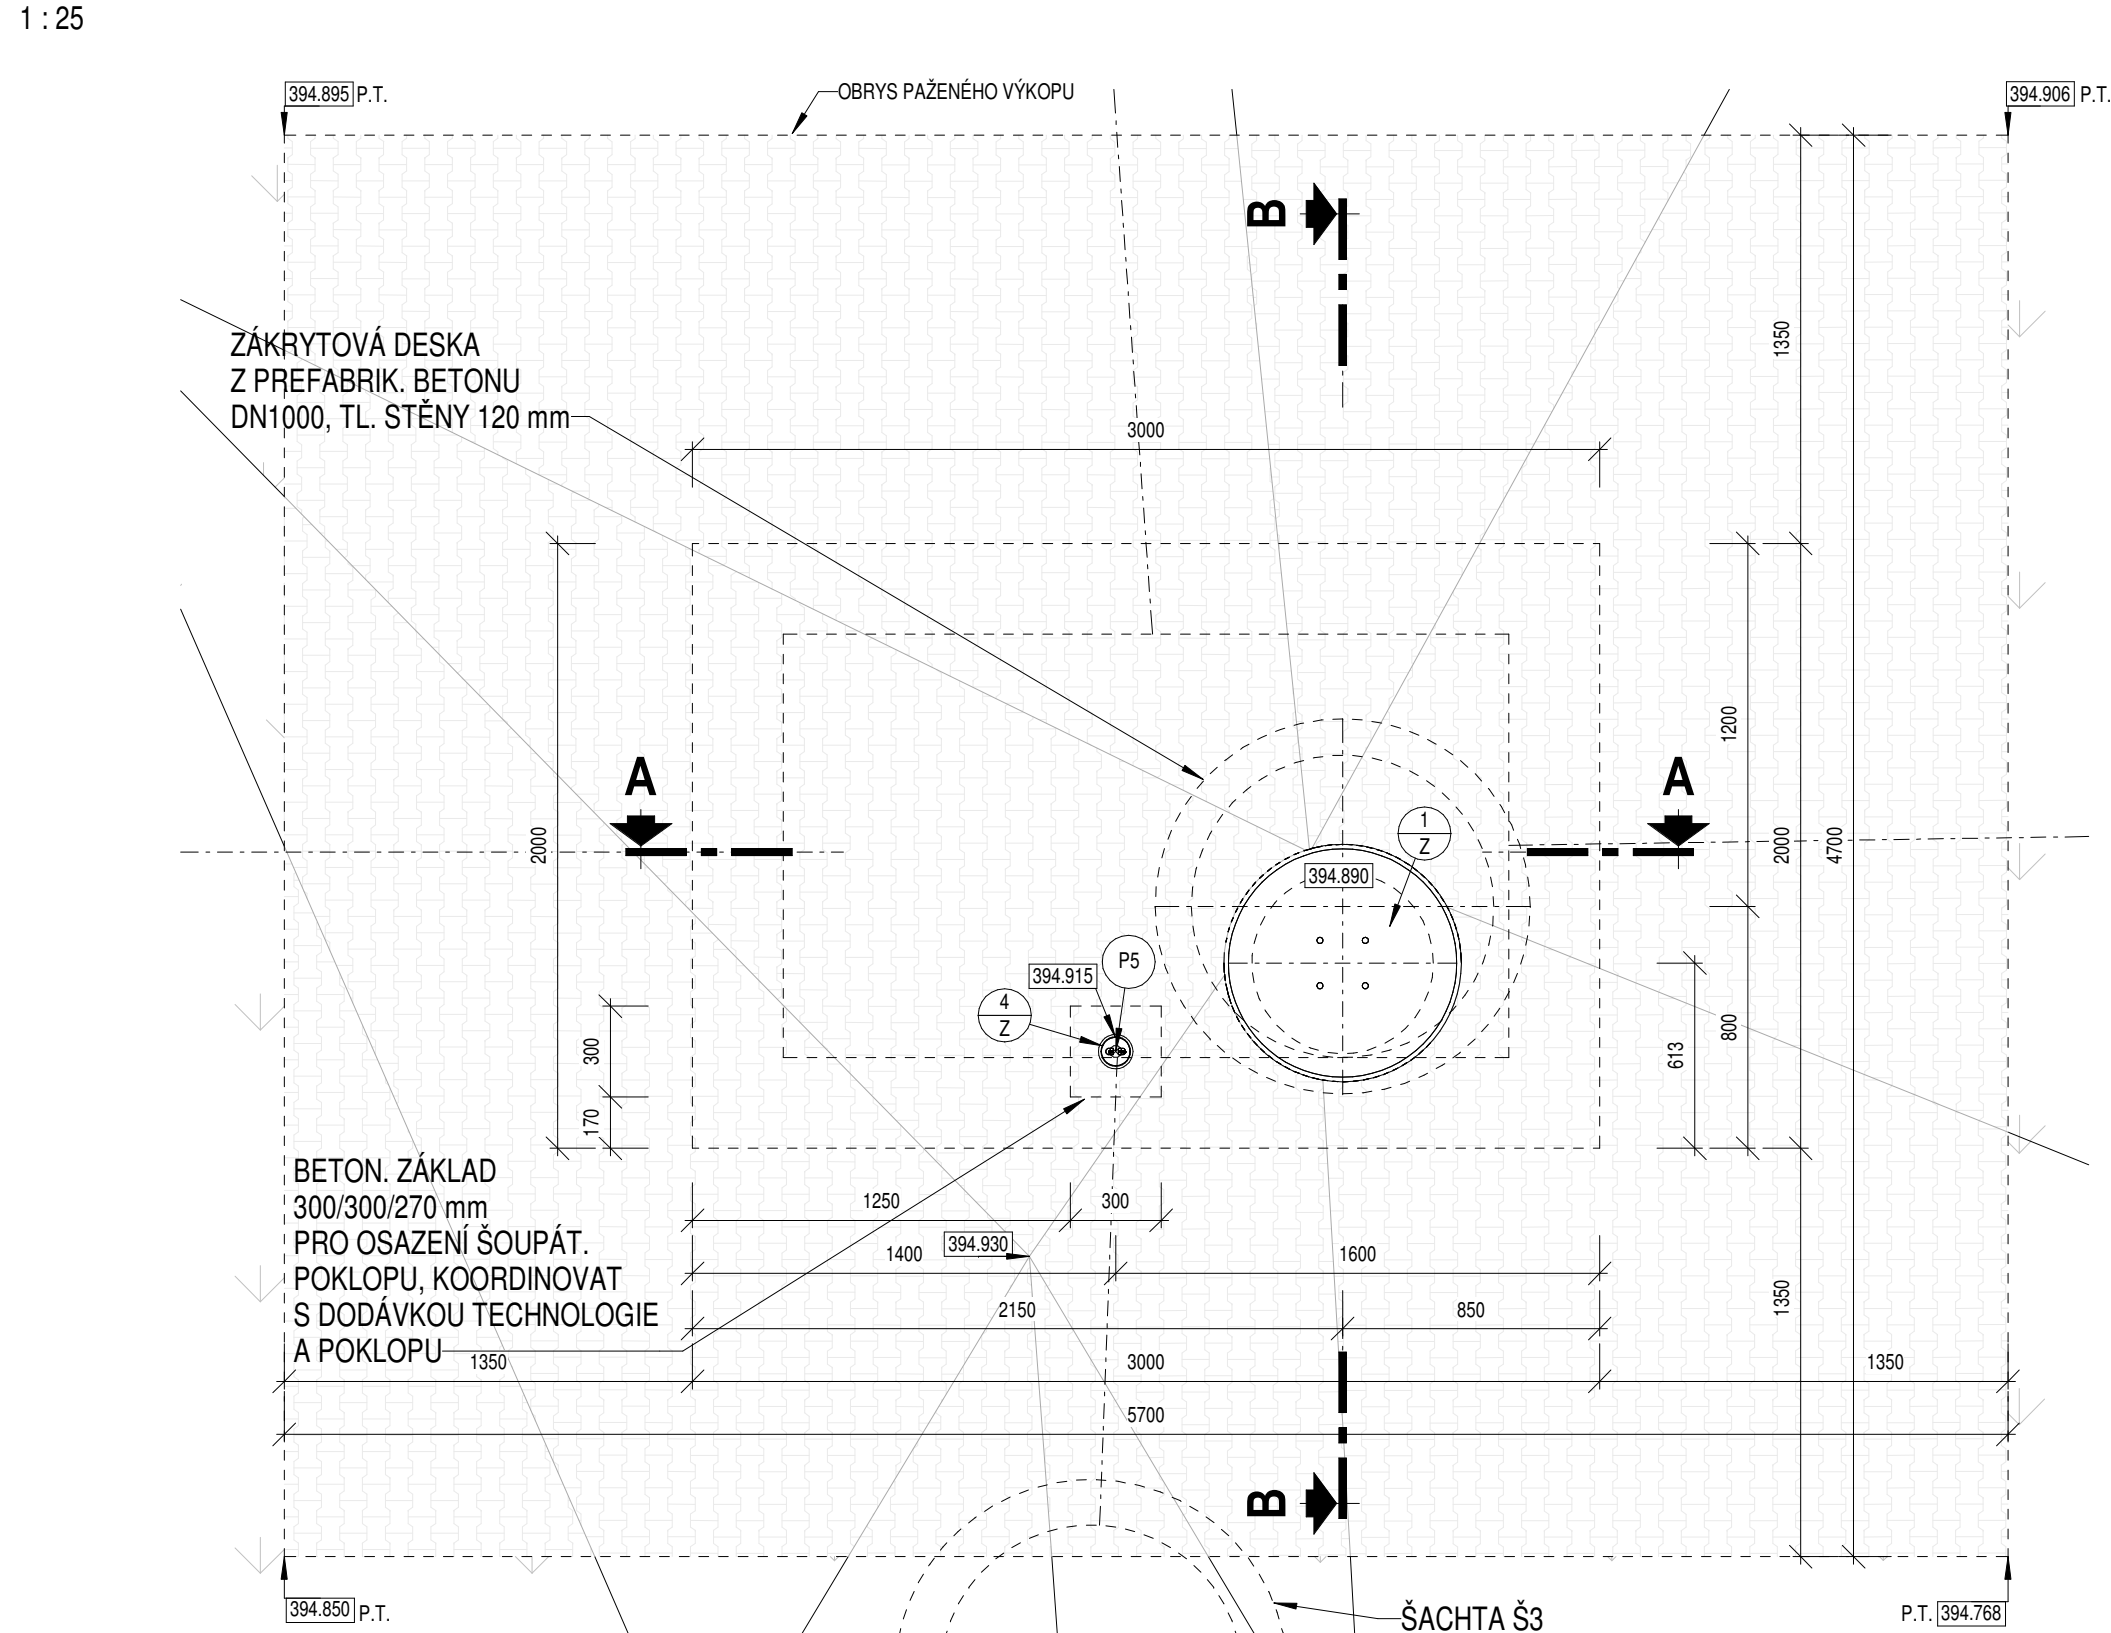 1 : 25
394.895 P.T.
OBRYS PAŽENÉHO VÝKOPU
394.906 P.T.
B
ZÁKRYTOVÁ DESKA
Z PREFABRIK. BETONU
DN1000, TL. STĚNY 120 mm
1350
3000
1200
A
A
1
Z
2000
2000
4700
394.890
P5
394.915
4
Z
300
613
800
170
BETON. ZÁKLAD
300/300/270 mm
PRO OSAZENÍ ŠOUPÁT.
POKLOPU, KOORDINOVAT
S DODÁVKOU TECHNOLOGIE
A POKLOPU
1250
300
1400
394.930
1600
2150
850
1350
1350
3000
1350
5700
B
394.850 P.T.
ŠACHTA Š3
P.T. 394.768